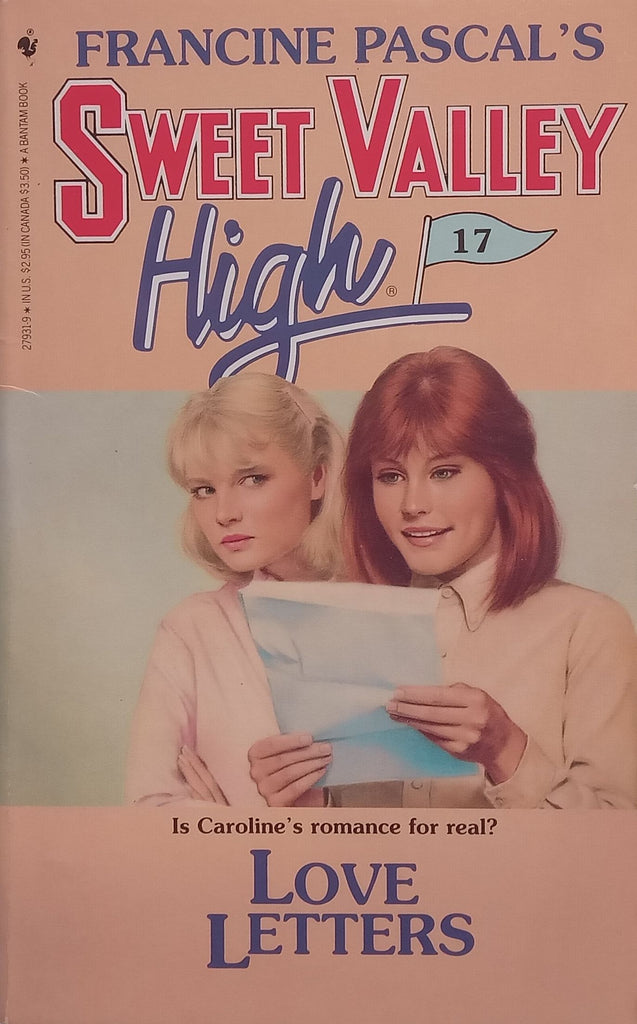 FRANCINE PASCAL'S
SWEET VALLEY
High®
17
27931-9 ★ IN U.S. $2.95 (IN CANADA $3.50) ★ A BANTAM BOOK
Is Caroline's romance for real?
LOVE
LETTERS